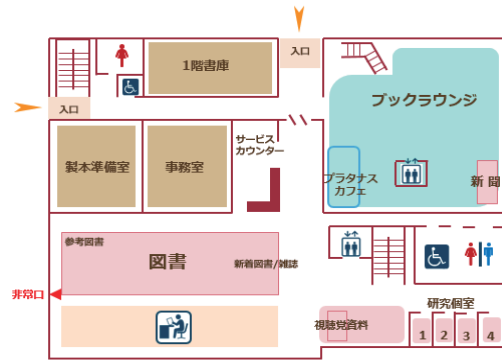 入口
1階書庫
ブックラウンジ
入口
サービス
カウンター
製本準備室
事務室
プラタナス
カフェ
新聞
参考図書
図書
新着図書/雑誌
非常口
視聴覚資料
研究個室
1
2
3
4